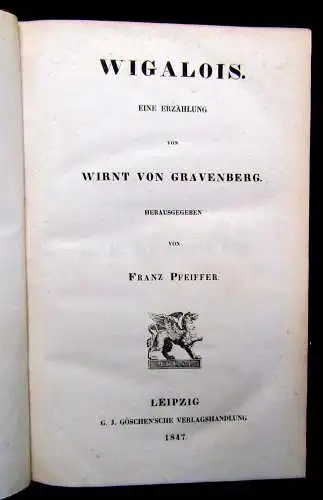 WIGALOIS.
EINE ERZÄHLUNG
VON
WIRNT VON GRAVENBERG.
HERAUSGEGEBEN
VON
FRANZ PFEIFFER.
LEIPZIG
G. J. GÖSCHEN'SCHE VERLAGSHANDLUNG
1847.